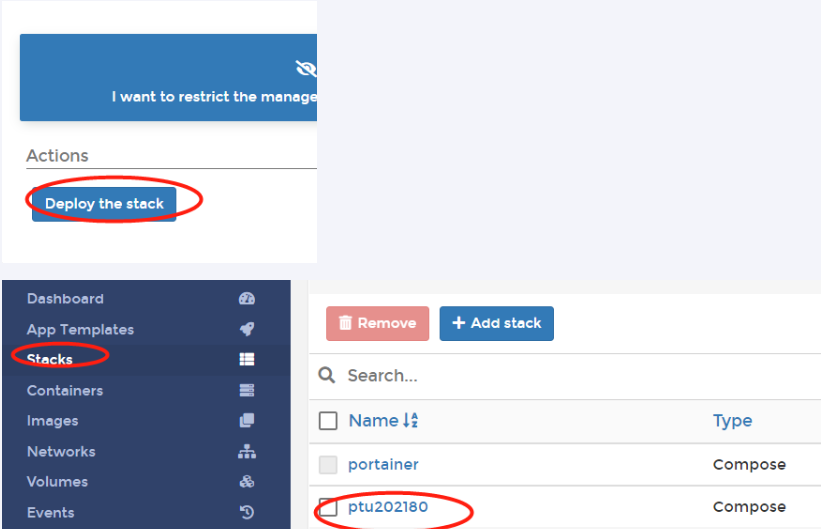 I want to restrict the manage
Actions
Deploy the stack
Dashboard
App Templates
Stacks
Containers
Images
Networks
Volumes
Events
Remove
+ Add stack
Search...
Name
Type
portainer
Compose
ptu202180
Compose